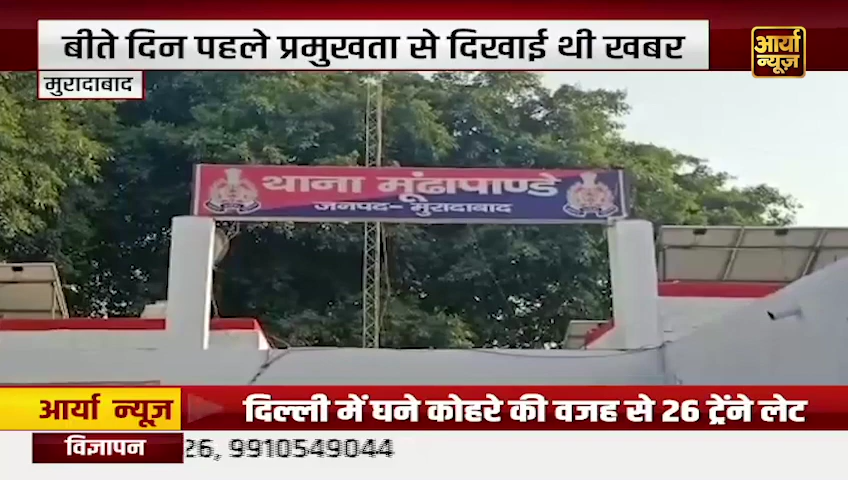 बीते दिन पहले प्रमुखता से दिखाई थी खबर
आर्या
न्यूज़
मुरादाबाद
थाना मूंढापाण्डे
जनपद- मुरादाबाद
आर्या न्यूज़
दिल्ली में घने कोहरे की वजह से 26 ट्रेंने लेट
विज्ञापन
26, 9910549044